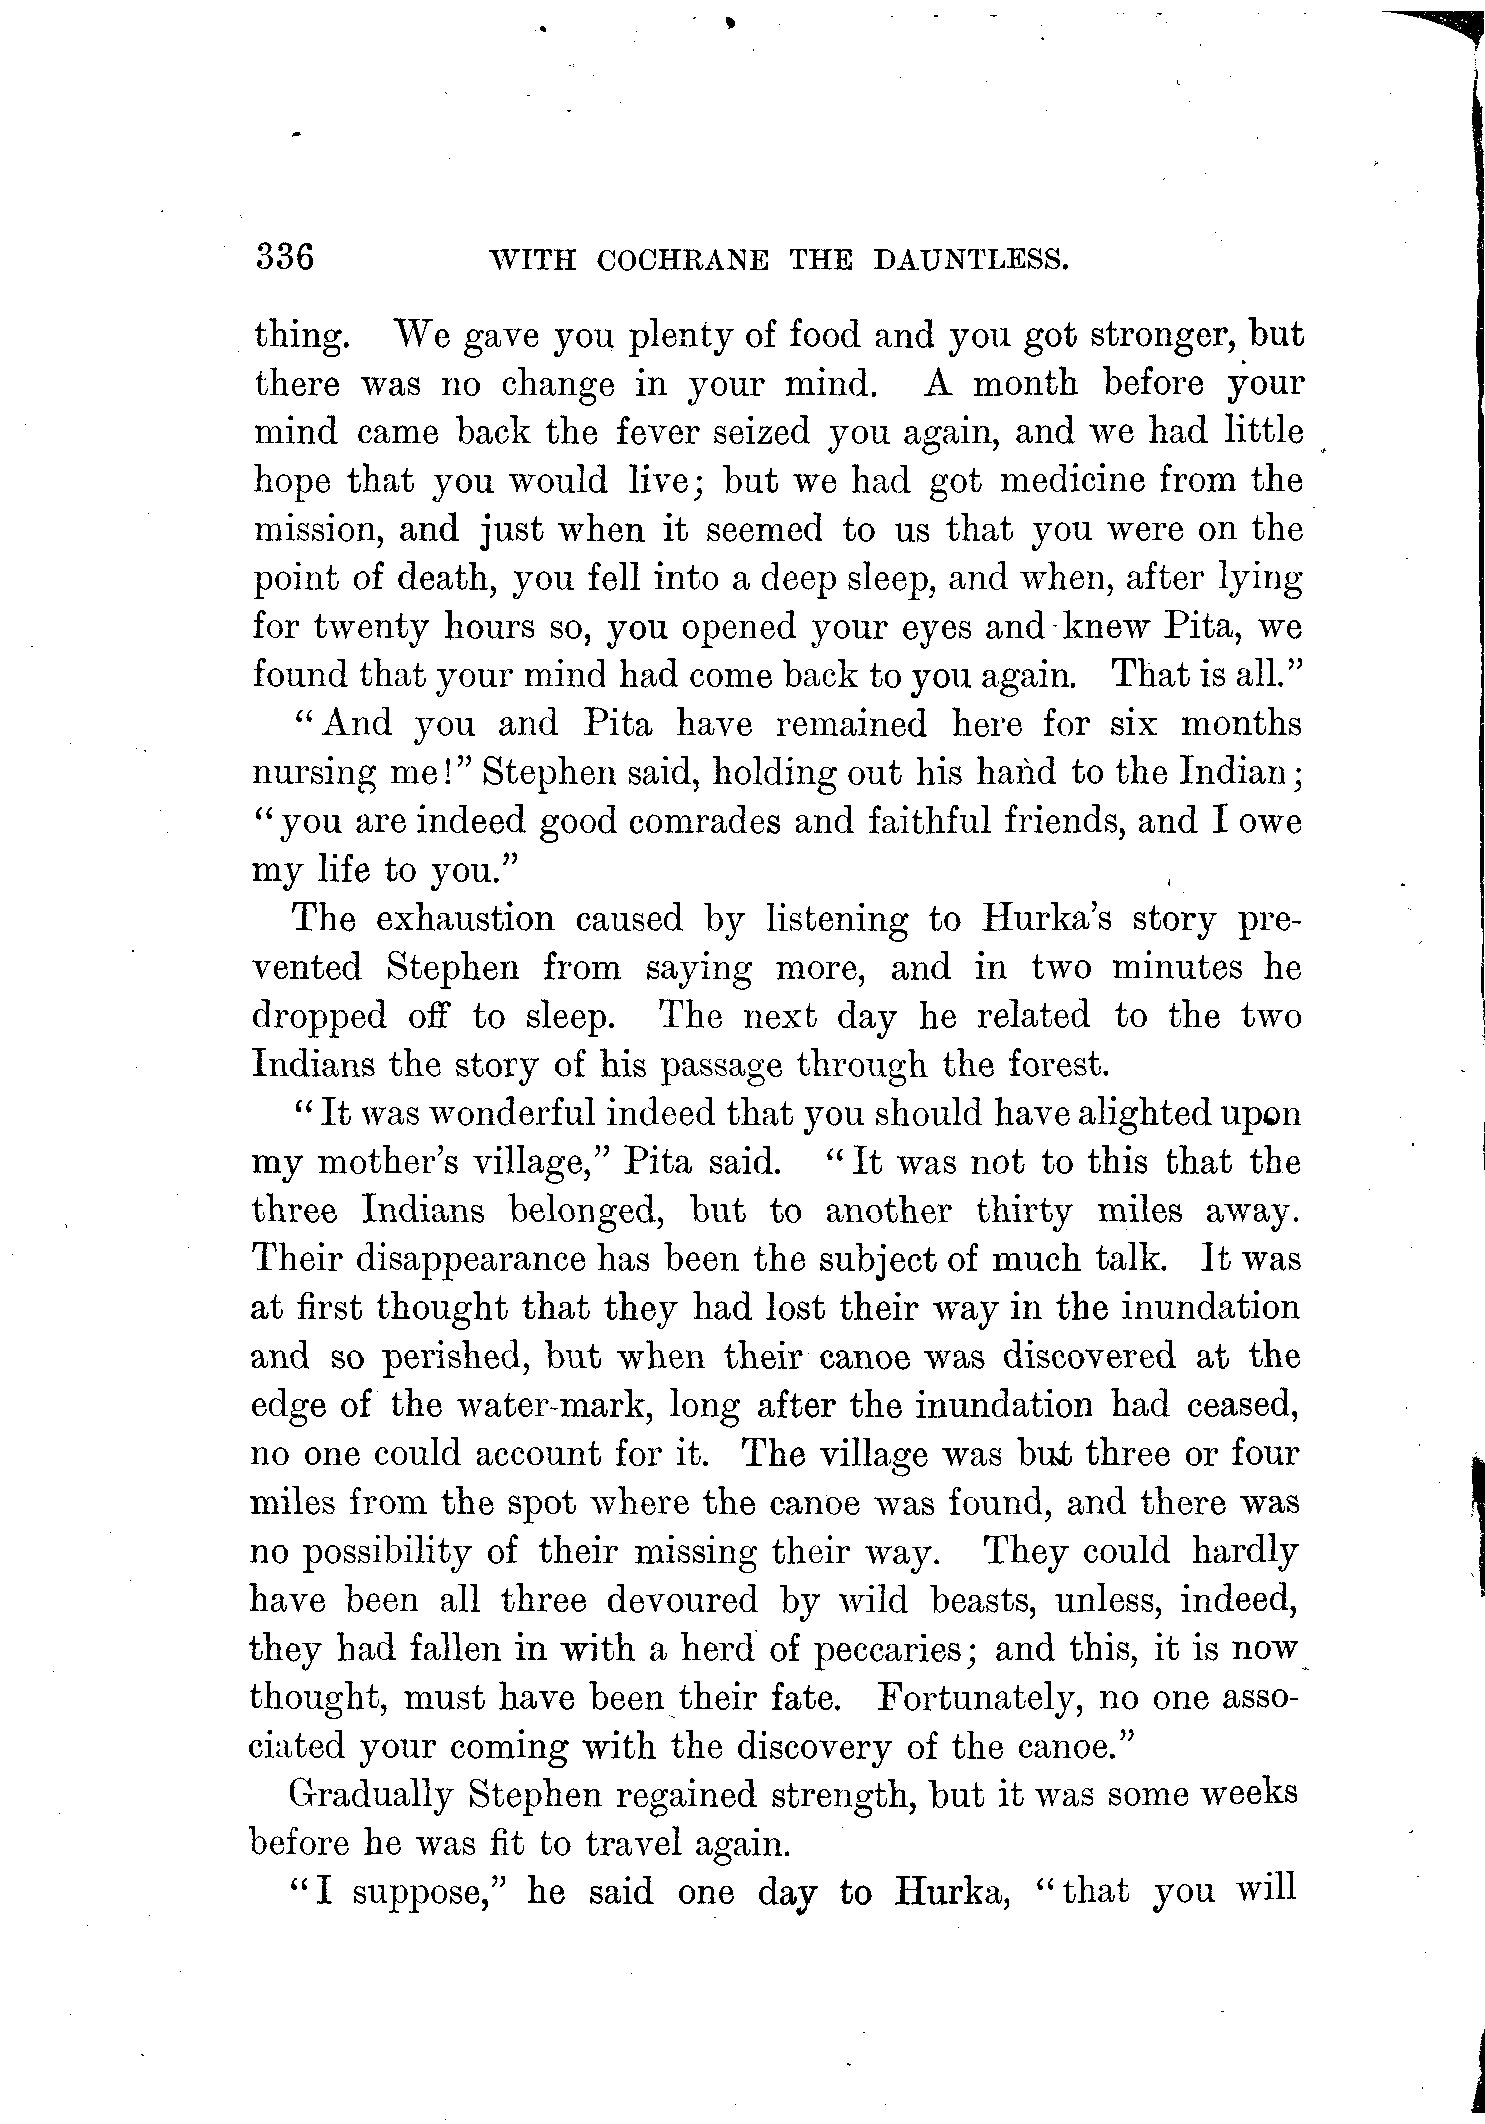 336 WITH COCHRANE THE DAUNTLESS.
thing. We gave you plenty of food and you got stronger, but
there was no change in your mind. A month before your
mind came back the fever seized you again, and we had little
hope that you would live; but we had got medicine from the
mission, and just when it seemed to us that you were on the
point of death, you fell into a deep sleep, and when, after lying
for twenty hours so, you opened your eyes and knew Pita, we
found that your mind had come back to you again. That is all."
"And you and Pita have remained here for six months
nursing me!" Stephen said, holding out his hand to the Indian;
"you are indeed good comrades and faithful friends, and I owe
my life to you."
The exhaustion caused by listening to Hurka's story pre-
vented Stephen from saying more, and in two minutes he
dropped off to sleep. The next day he related to the two
Indians the story of his passage through the forest.
"It was wonderful indeed that you should have alighted upon
my mother's village," Pita said. "It was not to this that the
three Indians belonged, but to another thirty miles away.
Their disappearance has been the subject of much talk. It was
at first thought that they had lost their way in the inundation
and so perished, but when their canoe was discovered at the
edge of the water-mark, long after the inundation had ceased,
no one could account for it. The village was but three or four
miles from the spot where the canoe was found, and there was
no possibility of their missing their way. They could hardly
have been all three devoured by wild beasts, unless, indeed,
they had fallen in with a herd of peccaries; and this, it is now
thought, must have been their fate. Fortunately, no one asso-
ciated your coming with the discovery of the canoe."
Gradually Stephen regained strength, but it was some weeks
before he was fit to travel again.
"I suppose," he said one day to Hurka, "that you will